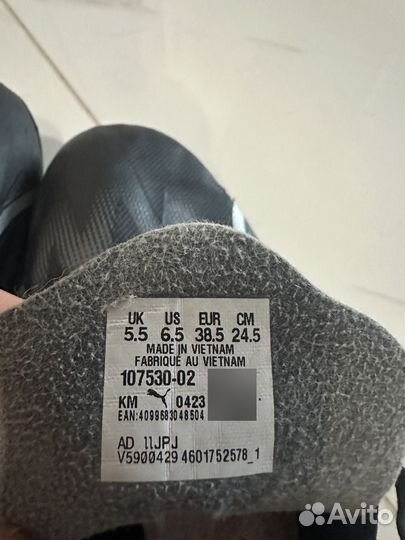 UK US EUR CM
5.5 6.5 38.5 24.5
MADE IN VIETNAM
FABRIQUÉ AU VIETNAM
107530-02
KM 0423
EAN:4099683048504
AD 11JPJ
V5900429 4601752578_1
Avito